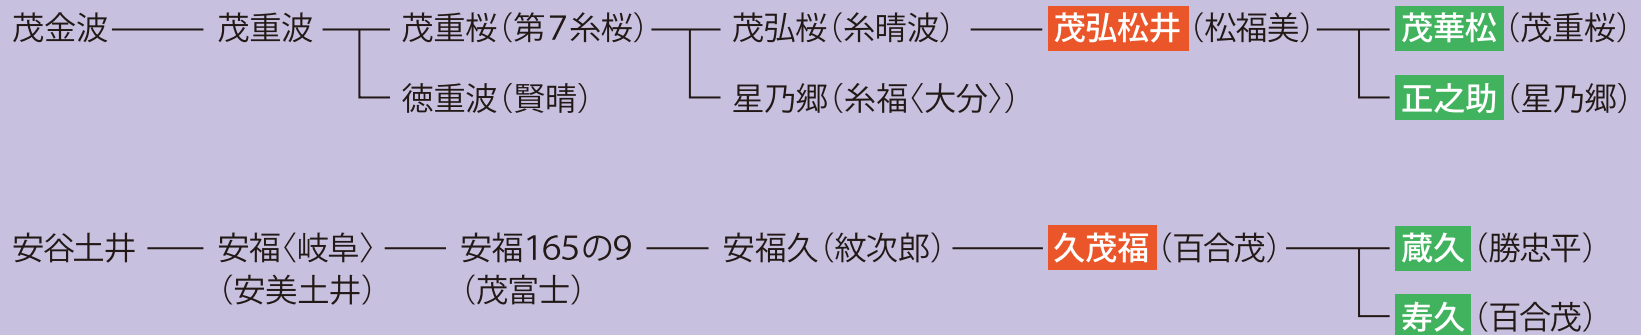 茂金波 茂重波 茂重桜（第7糸桜） 茂弘桜（糸晴波） 茂弘松井（松福美） 茂華松（茂重桜）
徳重波（賢晴） 星乃郷（糸福〈大分〉） 正之助（星乃郷）
安谷土井 安福〈岐阜〉 安福165の9 安福久（紋次郎） 久茂福（百合茂） 蔵久（勝忠平）
（安美土井） （茂富士）
寿久（百合茂）